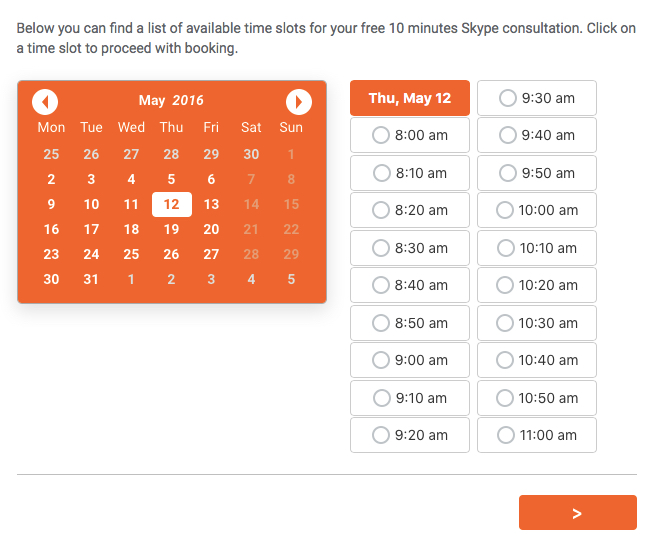 Below you can find a list of available time slots for your free 10 minutes Skype consultation. Click on
a time slot to proceed with booking.
May 2016
Mon Tue Wed Thu Fri Sat Sun
25 26 27 28 29 30 1
2 3 4 5 6 7 8
9 10 11 12 13 14 15
16 17 18 19 20 21 22
23 24 25 26 27 28 29
30 31 1 2 3 4 5
Thu, May 12
8:00 am
8:10 am
8:20 am
8:30 am
8:40 am
8:50 am
9:00 am
9:10 am
9:20 am
9:30 am
9:40 am
9:50 am
10:00 am
10:10 am
10:20 am
10:30 am
10:40 am
10:50 am
11:00 am
>